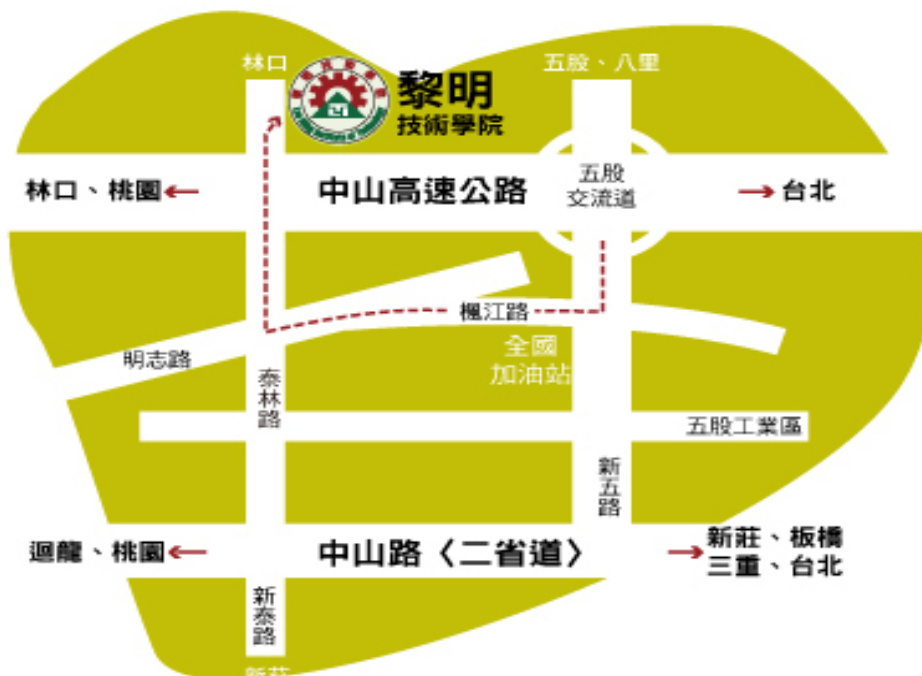 林口
五股、八里
黎明
技術學院
林口、桃園
中山高速公路
五股
交流道
台北
楓江路
明志路
全國
加油站
泰林路
五股工業區
新五路
迴龍、桃園
中山路〈二省道〉
新莊、板橋
三重、台北
新泰路